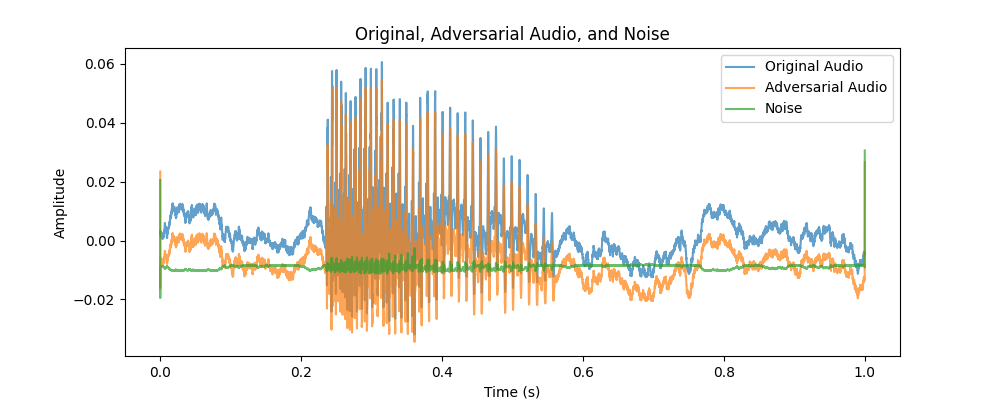 Original, Adversarial Audio, and Noise
Original Audio
Adversarial Audio
Noise
Amplitude
0.06
0.04
0.02
0.00
−0.02
0.0
0.2
0.4
0.6
0.8
1.0
Time (s)